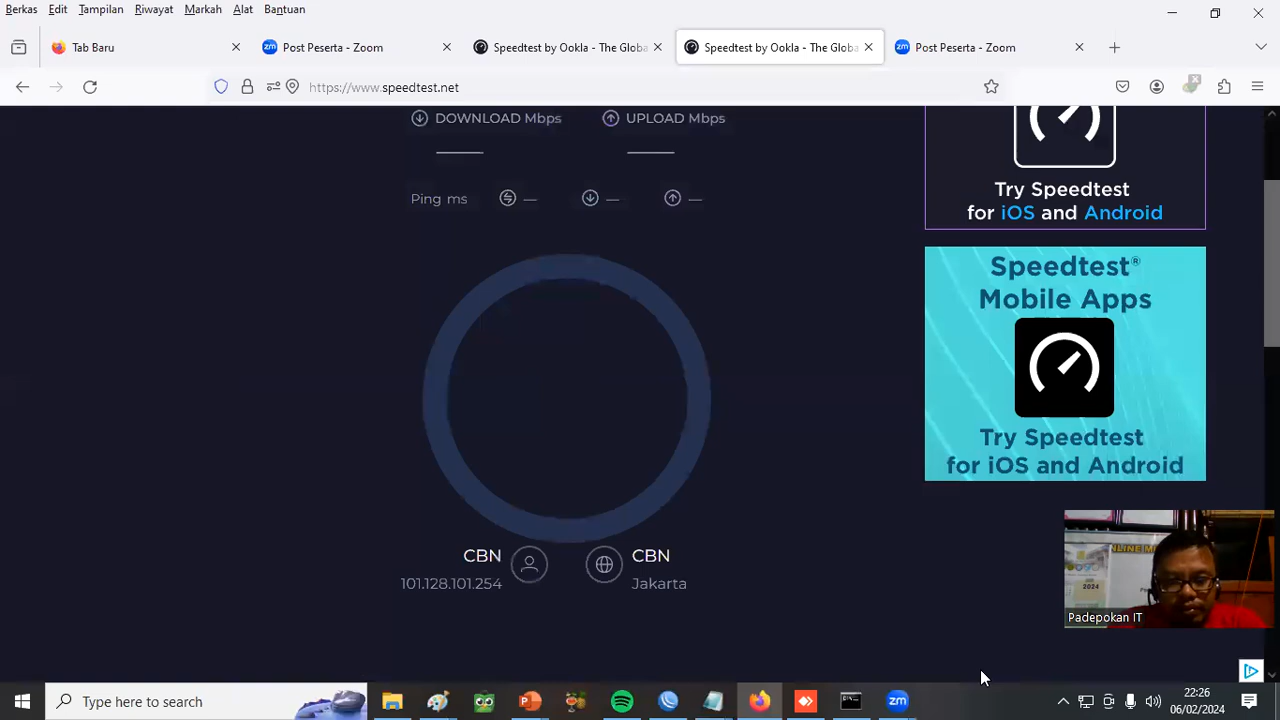 Berkas Edit Tampilan Riwayat Markah Alat Bantuan
Tab Baru
Post Peserta - Zoom
Speedtest by Ookla - The Globa
Speedtest by Ookla - The Globa
Post Peserta - Zoom
https://www.speedtest.net
DOWNLOAD Mbps UPLOAD Mbps
Ping ms — — —
Try Speedtest
for iOS and Android
Speedtest®
Mobile Apps
Try Speedtest
for iOS and Android
CBN CBN
101.128.101.254 Jakarta
2024
Padepokan IT
Type here to search
22:26
06/02/2024